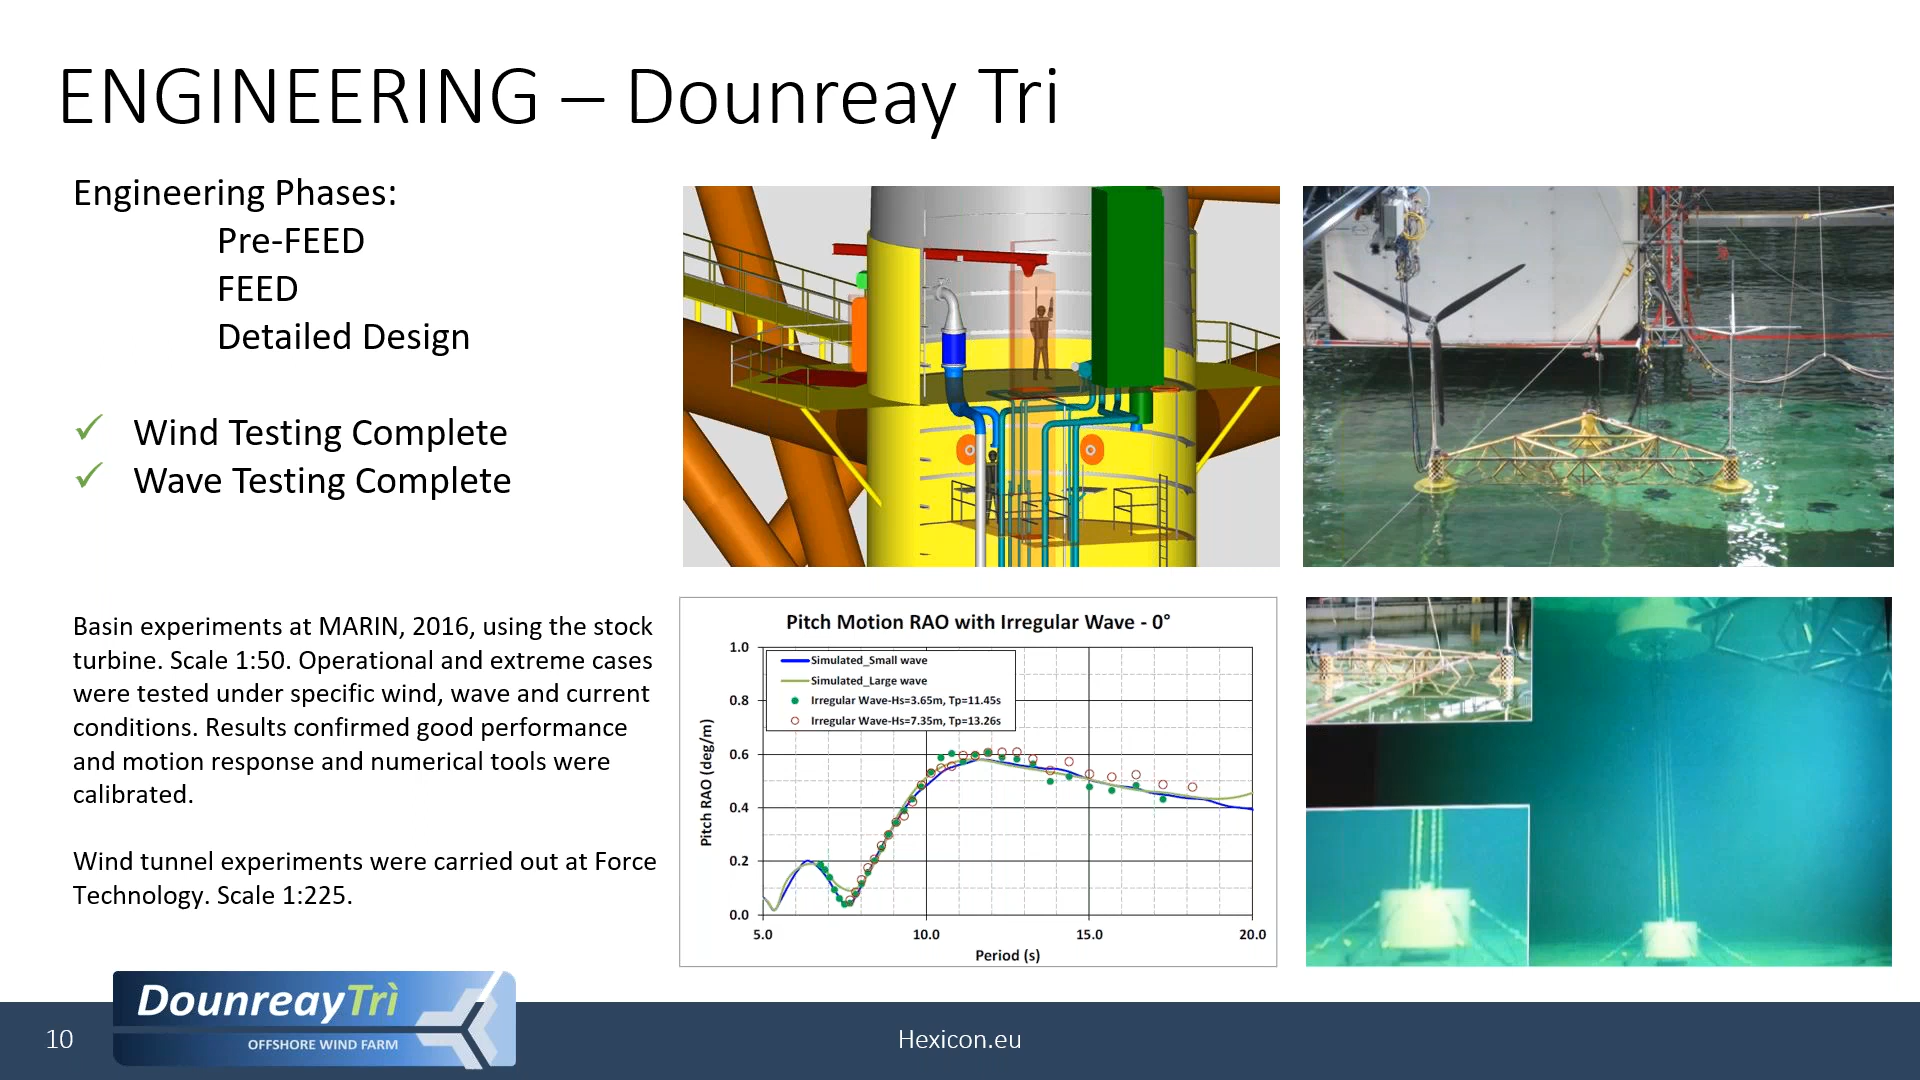 ENGINEERING – Dounreay Tri
Engineering Phases:
Pre-FEED
FEED
Detailed Design
✓ Wind Testing Complete
✓ Wave Testing Complete
Basin experiments at MARIN, 2016, using the stock
turbine. Scale 1:50. Operational and extreme cases
were tested under specific wind, wave and current
conditions. Results confirmed good performance
and motion response and numerical tools were
calibrated.
Wind tunnel experiments were carried out at Force
Technology. Scale 1:225.
Pitch Motion RAO with Irregular Wave - 0°
Simulated_Small wave
Simulated_Large wave
Irregular Wave-Hs=3.65m, Tp=11.45s
Irregular Wave-Hs=7.35m, Tp=13.26s
Pitch RAO (deg/m)
1.0
0.8
0.6
0.4
0.2
0.0
5.0 10.0 15.0 20.0
Period (s)
10
DounreayTrì
OFFSHORE WIND FARM
Hexicon.eu